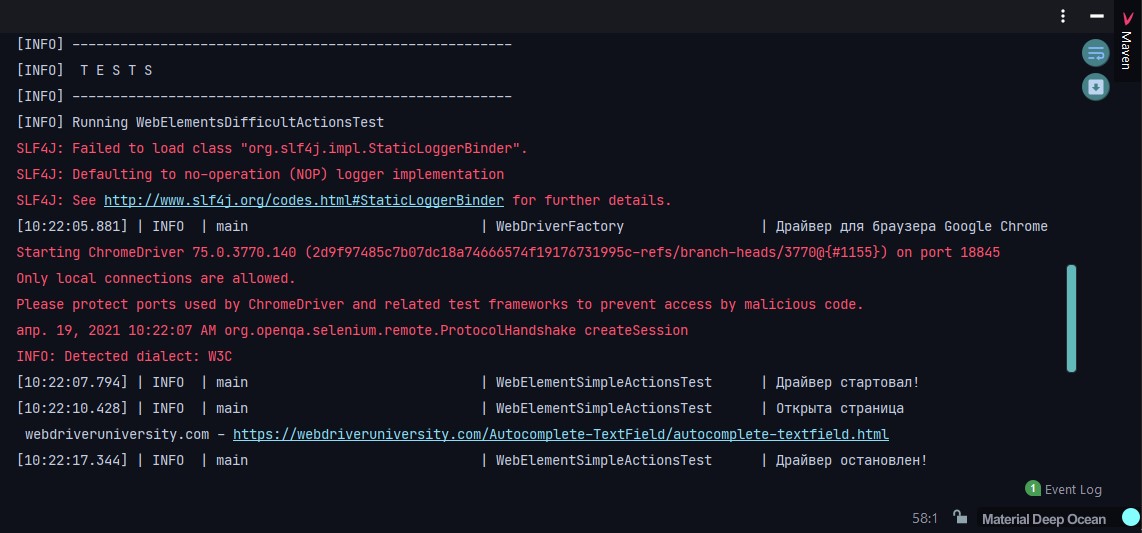 Maven
[INFO] -------------------------------------------------------
[INFO]  T E S T S
[INFO] -------------------------------------------------------
[INFO] Running WebElementsDifficultActionsTest
SLF4J: Failed to load class "org.slf4j.impl.StaticLoggerBinder".
SLF4J: Defaulting to no-operation (NOP) logger implementation
SLF4J: See http://www.slf4j.org/codes.html#StaticLoggerBinder for further details.
[10:22:05.881] | INFO  | main                             | WebDriverFactory                 | Драйвер для браузера Google Chrome
Starting ChromeDriver 75.0.3770.140 (2d9f97485c7b07dc18a74666574f19176731995c-refs/branch-heads/3770@{#1155}) on port 18845
Only local connections are allowed.
Please protect ports used by ChromeDriver and related test frameworks to prevent access by malicious code.
апр. 19, 2021 10:22:07 AM org.openqa.selenium.remote.ProtocolHandshake createSession
INFO: Detected dialect: W3C
[10:22:07.794] | INFO  | main                             | WebElementSimpleActionsTest      | Драйвер стартовал!
[10:22:10.428] | INFO  | main                             | WebElementSimpleActionsTest      | Открыта страница
 webdriveruniversity.com - https://webdriveruniversity.com/Autocomplete-TextField/autocomplete-textfield.html
[10:22:17.344] | INFO  | main                             | WebElementSimpleActionsTest      | Драйвер остановлен!
1 Event Log
58:1 Material Deep Ocean